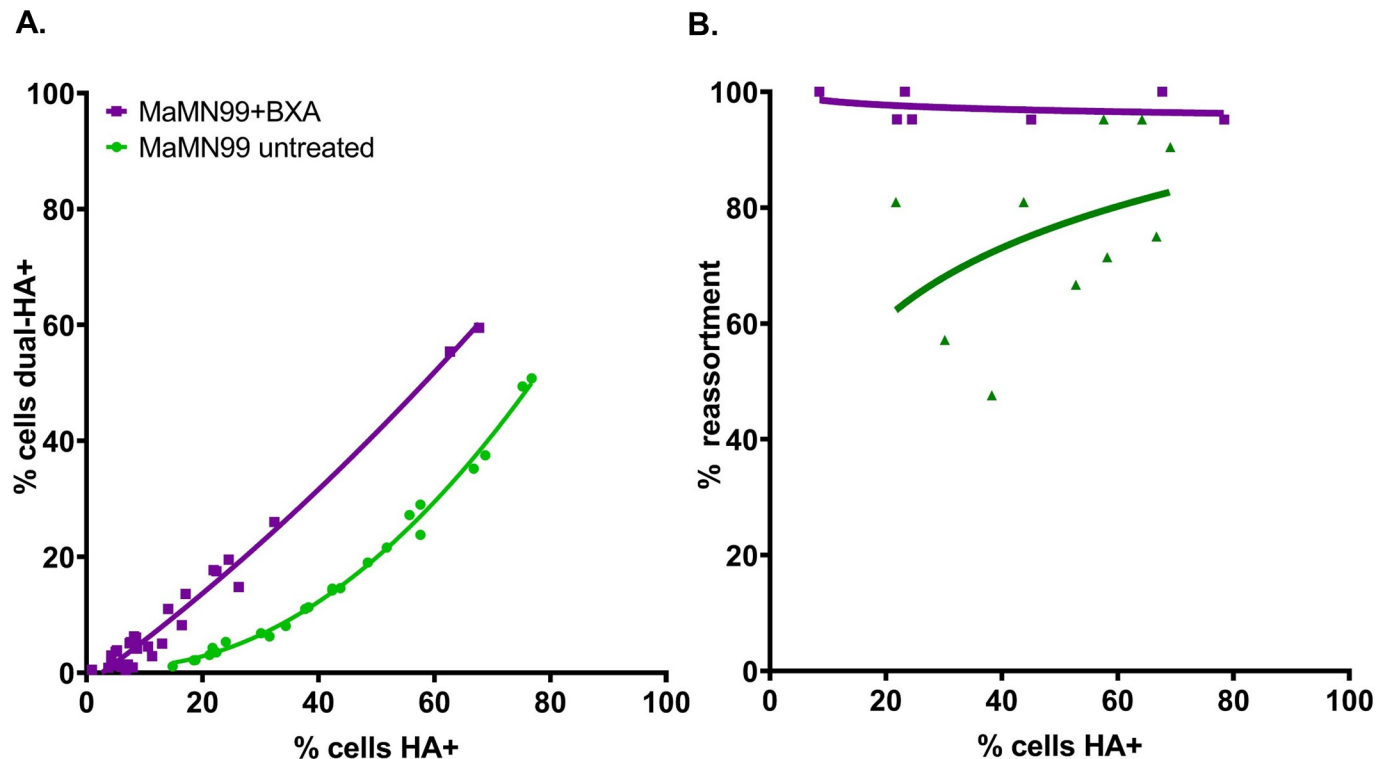 A.
100
80
60
40
20
0
% cells dual-HA+
MaMN99+BXA
MaMN99 untreated
0 20 40 60 80 100
% cells HA+
B.
100
80
60
40
20
0
% reassortment
0 20 40 60 80 100
% cells HA+